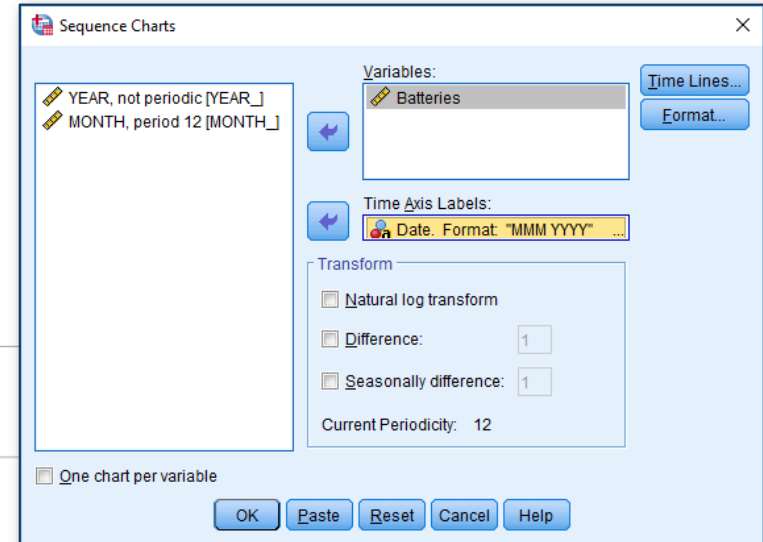 Sequence Charts
YEAR, not periodic [YEAR_]
MONTH, period 12 [MONTH_]
Variables:
Batteries
Time Axis Labels:
Date. Format: "MMM YYYY" ...
Transform
Natural log transform
Difference: 1
Seasonally difference: 1
Current Periodicity: 12
Time Lines...
Format...
One chart per variable
OK Paste Reset Cancel Help